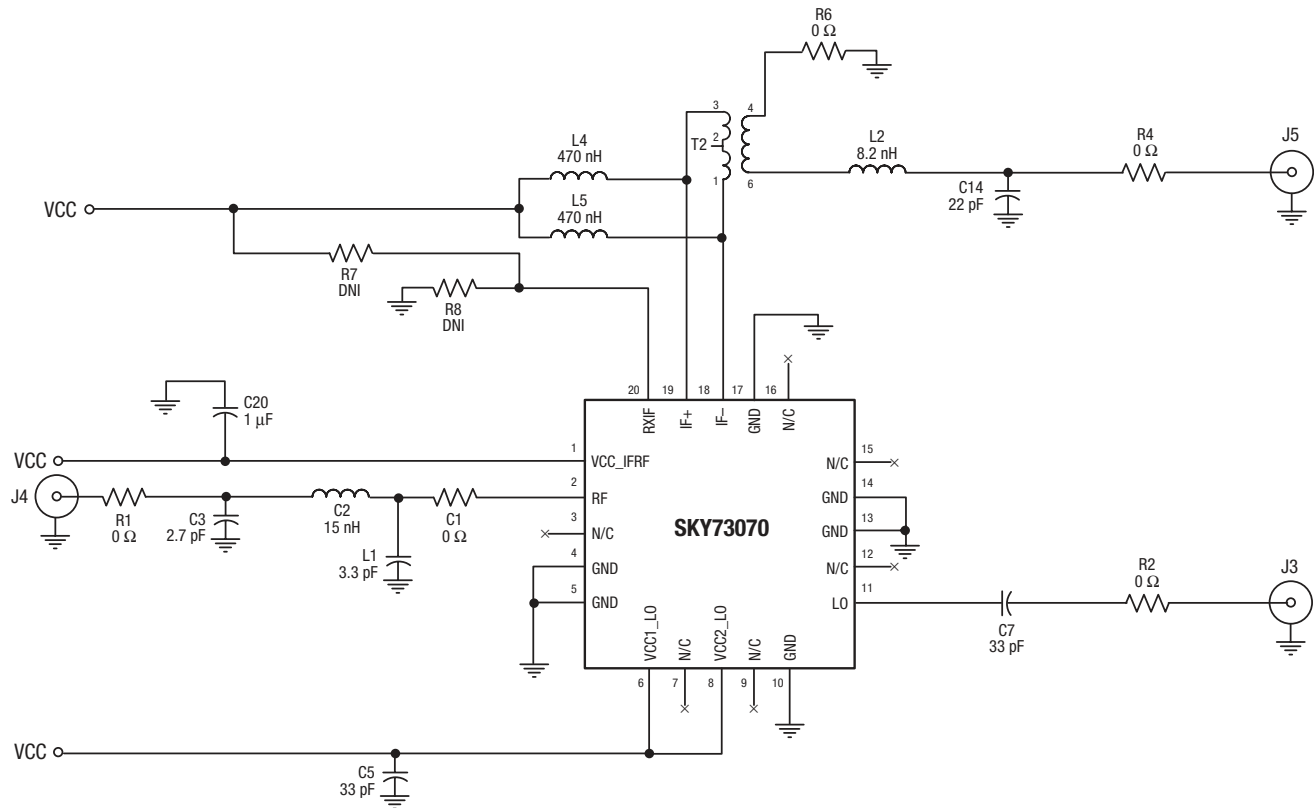 R6
0 Ω
3
4
T2
2
1
6
L2
8.2 nH
R4
0 Ω
J5
C14
22 pF
L4
470 nH
L5
470 nH
VCC
R7
DNI
R8
DNI
20
19
18
17
16
RXIF
IF+
IF–
GND
N/C
C20
1 μF
VCC
1
VCC_IFRF
J4
R1
0 Ω
C3
2.7 pF
C2
15 nH
L1
3.3 pF
C1
0 Ω
2
RF
3
N/C
4
GND
5
GND
SKY73070
15
N/C
14
GND
13
GND
12
N/C
11
LO
C7
33 pF
R2
0 Ω
J3
VCC1_LO
N/C
VCC2_LO
N/C
GND
6
7
8
9
10
VCC
C5
33 pF